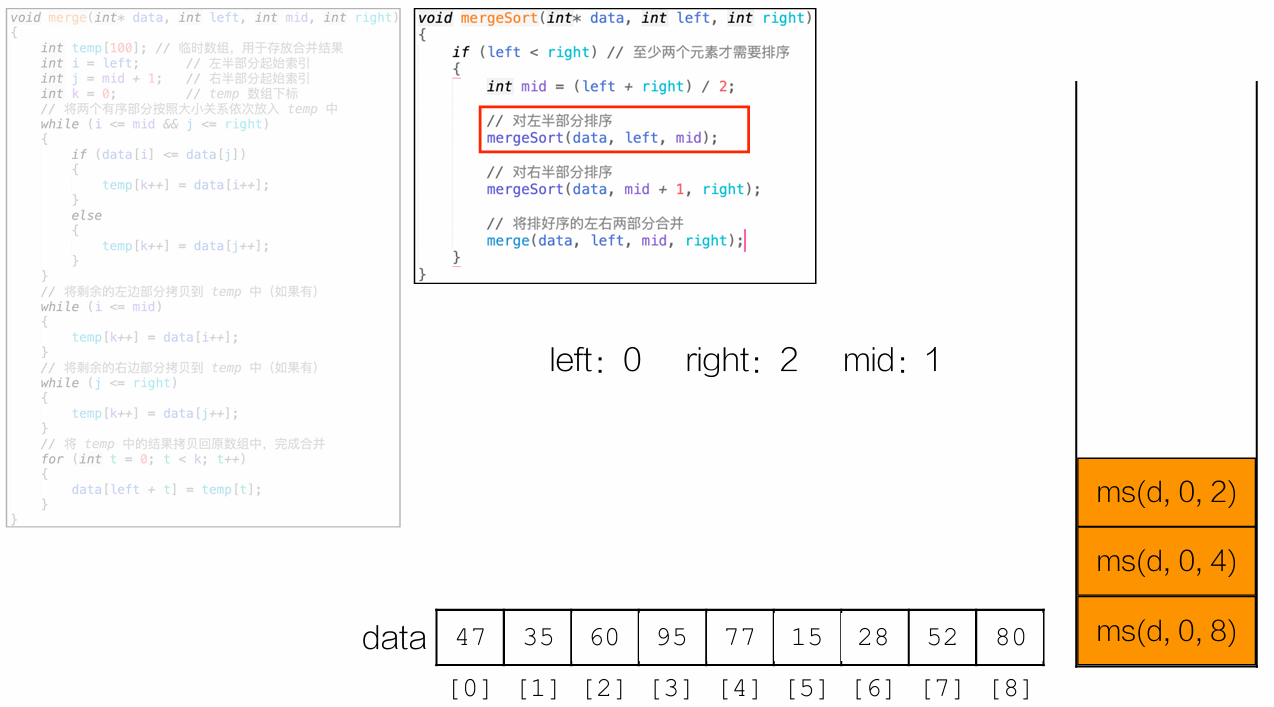 void merge(int* data, int left, int mid, int right)
{
    int temp[100]; // 临时数组，用于存放合并结果
    int i = left;      // 左半部分起始索引
    int j = mid + 1;   // 右半部分起始索引
    int k = 0;         // temp 数组下标
    // 将两个有序部分按照大小关系依次放入 temp 中
    while (i <= mid && j <= right)
    {
        if (data[i] <= data[j])
        {
            temp[k++] = data[i++];
        }
        else
        {
            temp[k++] = data[j++];
        }
    }
    // 将剩余的左边部分拷贝到 temp 中（如果有）
    while (i <= mid)
    {
        temp[k++] = data[i++];
    }
    // 将剩余的右边部分拷贝到 temp 中（如果有）
    while (j <= right)
    {
        temp[k++] = data[j++];
    }
    // 将 temp 中的结果拷贝回原数组中，完成合并
    for (int t = 0; t < k; t++)
    {
        data[left + t] = temp[t];
    }
}
void mergeSort(int* data, int left, int right)
{
    if (left < right) // 至少两个元素才需要排序
    {
        int mid = (left + right) / 2;
        // 对左半部分排序
        mergeSort(data, left, mid);
        // 对右半部分排序
        mergeSort(data, mid + 1, right);
        // 将排好序的左右两部分合并
        merge(data, left, mid, right);
    }
}
left: 0 right: 2 mid: 1
ms(d, 0, 2)
ms(d, 0, 4)
ms(d, 0, 8)
data 47 35 60 95 77 15 28 52 80
[0] [1] [2] [3] [4] [5] [6] [7] [8]